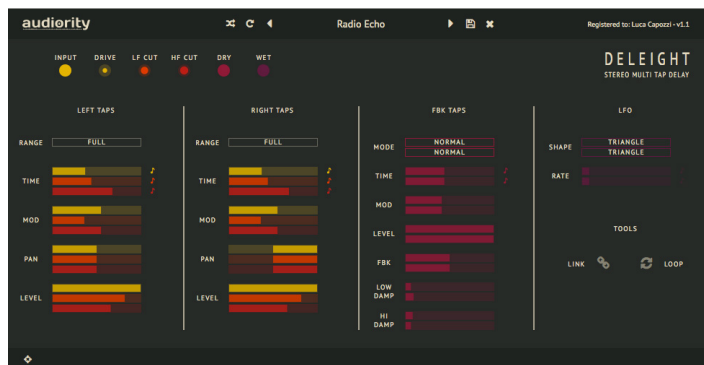 audiority
Radio Echo
Registered to: Luca Capozzi - v1.1
INPUT DRIVE LF CUT HF CUT DRY WET
DELEIGHT
STEREO MULTI TAP DELAY
LEFT TAPS
RANGE FULL
TIME
MOD
PAN
LEVEL
RIGHT TAPS
RANGE FULL
TIME
MOD
PAN
LEVEL
FBK TAPS
MODE NORMAL
NORMAL
TIME
MOD
LEVEL
FBK
LOW
DAMP
HI
DAMP
LFO
SHAPE TRIANGLE
TRIANGLE
RATE
TOOLS
LINK LOOP